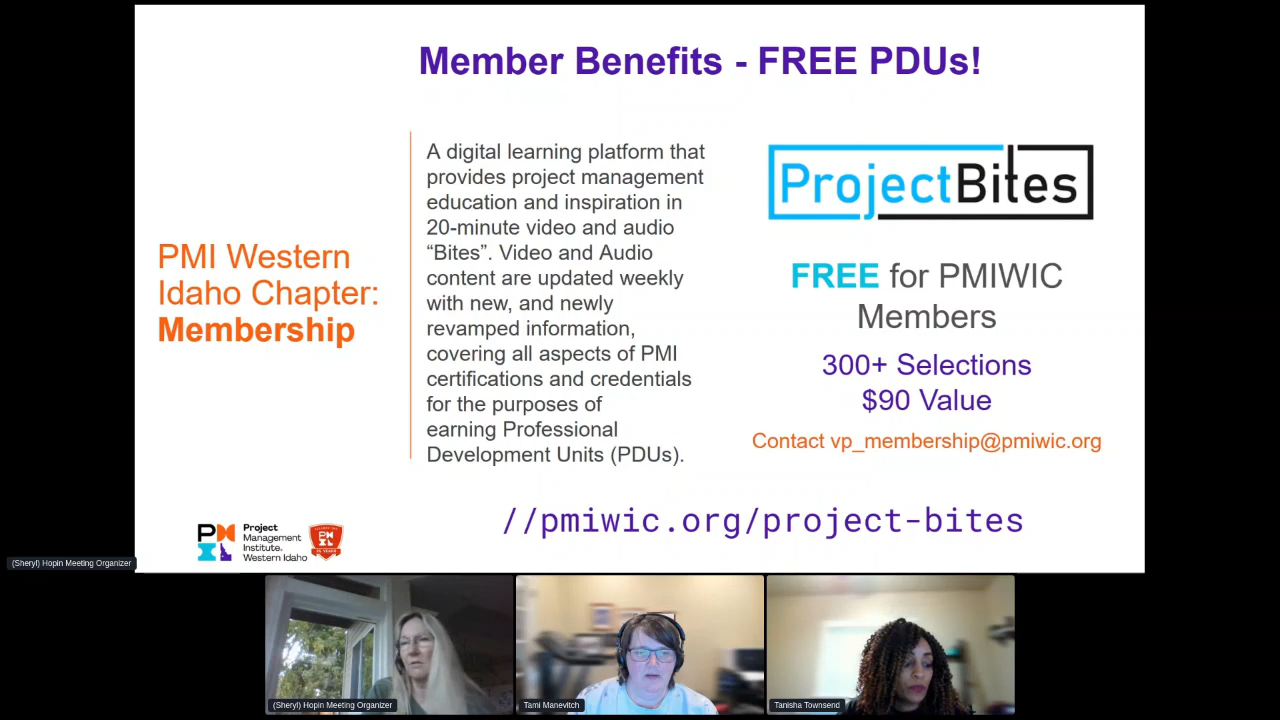 Member Benefits - FREE PDUs!
PMI Western
Idaho Chapter:
Membership
A digital learning platform that
provides project management
education and inspiration in
20-minute video and audio
“Bites”. Video and Audio
content are updated weekly
with new, and newly
revamped information,
covering all aspects of PMI
certifications and credentials
for the purposes of
earning Professional
Development Units (PDUs).
ProjectBites
FREE for PMIWIC
Members
300+ Selections
$90 Value
Contact vp_membership@pmiwic.org
//pmiwic.org/project-bites
Project
Management
Institute.
Western Idaho
(Sheryl) Hopin Meeting Organizer
(Sheryl) Hopin Meeting Organizer
Tami Manevitch
Tanisha Townsend